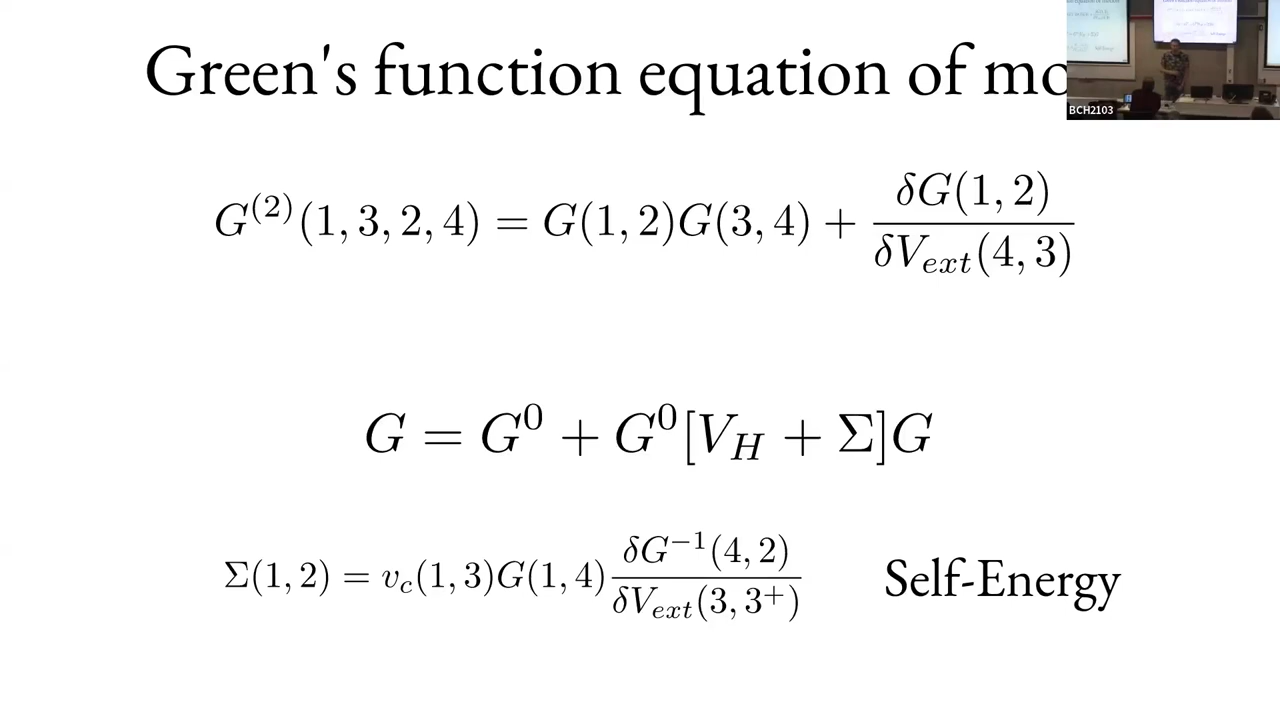 Green's function equation of mo
BCH2103
G^{(2)}(1, 3, 2, 4) = G(1, 2)G(3, 4) + \frac{\delta G(1, 2)}{\delta V_{ext}(4, 3)}
G = G^0 + G^0[V_H + \Sigma]G
\Sigma(1, 2) = v_c(1, 3)G(1, 4)\frac{\delta G^{-1}(4, 2)}{\delta V_{ext}(3, 3^+)} Self-Energy